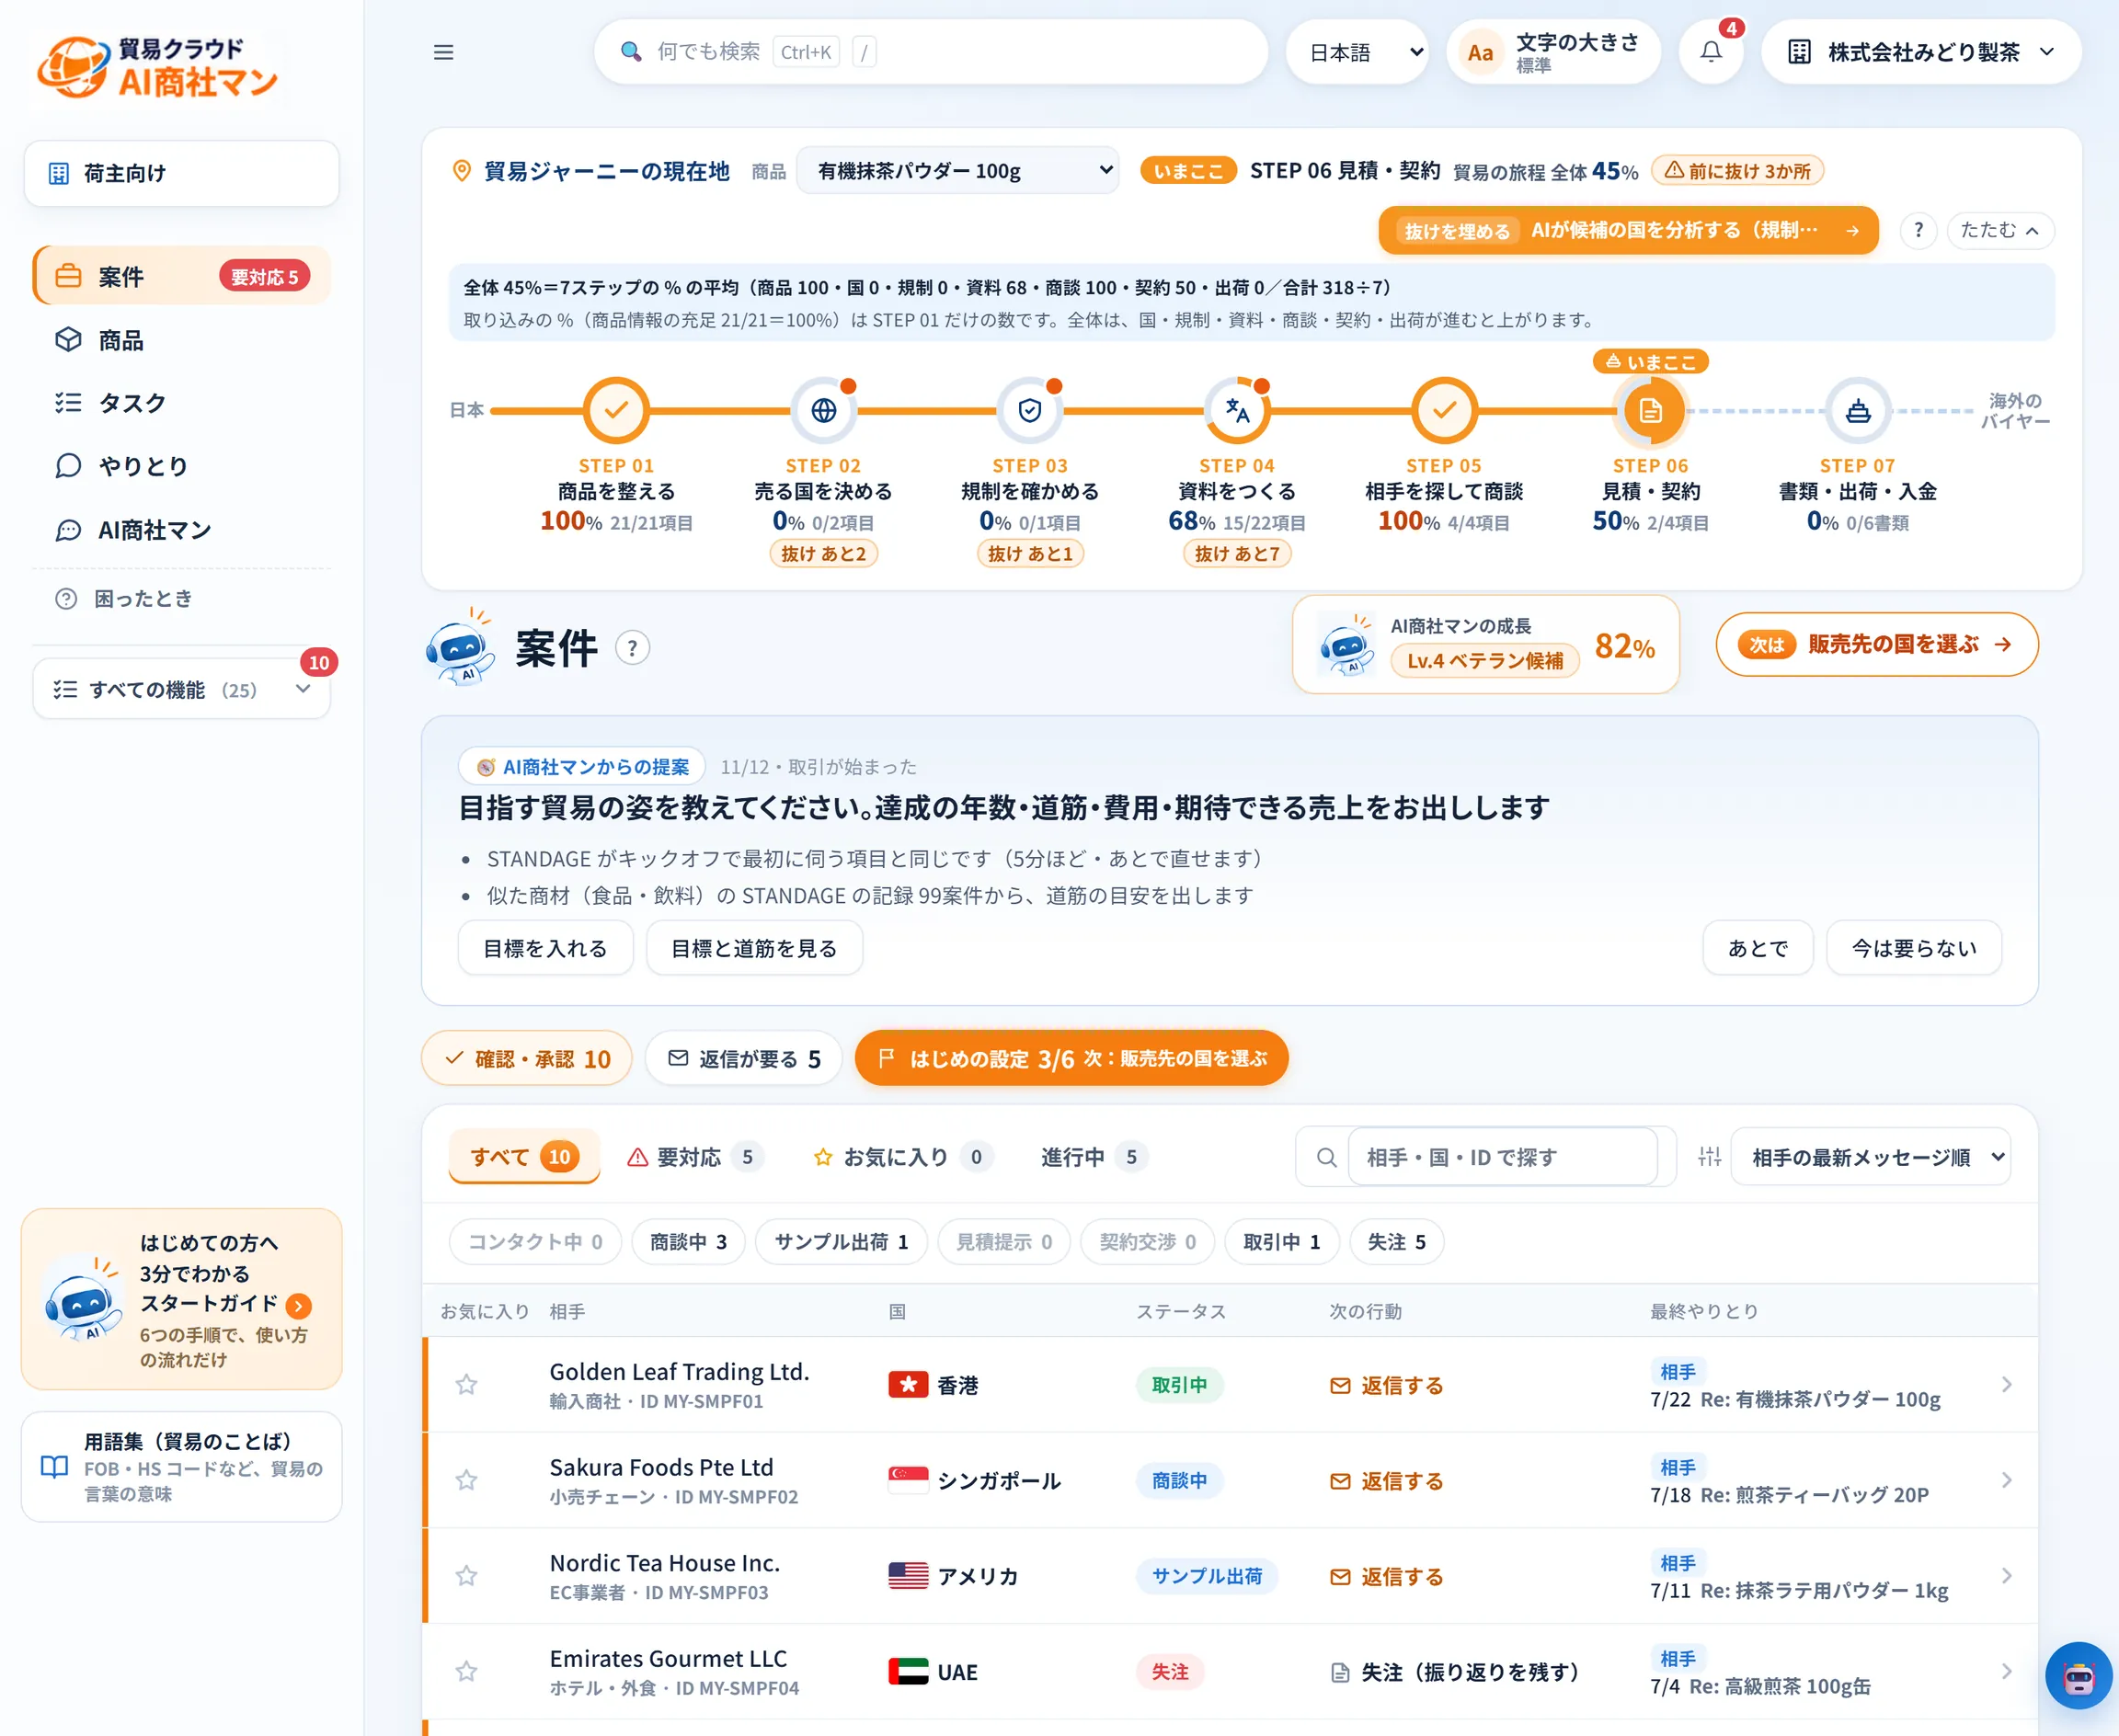 貿易クラウド
AI商社マン
荷主向け
案件 要対応 5
商品
タスク
やりとり
AI商社マン
困ったとき
すべての機能 (25) 10
はじめての方へ
3分でわかる
スタートガイド
6つの手順で、使い方
の流れだけ
AI
用語集（貿易のことば）
FOB・HS コードなど、貿易の
言葉の意味
何でも検索 Ctrl+K /
日本語
Aa 文字の大きさ
標準
4
株式会社みどり製茶
貿易ジャーニーの現在地 商品 有機抹茶パウダー 100g いまここ STEP 06 見積・契約 貿易の旅程 全体 45% 前に抜け 3か所
抜けを埋める AIが候補の国を分析する（規制… → ? たたむ
全体 45%＝7ステップの % の平均（商品 100・国 0・規制 0・資料 68・商談 100・契約 50・出荷 0／合計 318÷7）
取り込みの %（商品情報の充足 21/21＝100%）は STEP 01 だけの数です。全体は、国・規制・資料・商談・契約・出荷が進むと上がります。
いまここ
日本
海外の
バイヤー
STEP 01 STEP 02 STEP 03 STEP 04 STEP 05 STEP 06 STEP 07
商品を整える 売る国を決める 規制を確かめる 資料をつくる 相手を探して商談 見積・契約 書類・出荷・入金
100% 21/21項目 0% 0/2項目 0% 0/1項目 68% 15/22項目 100% 4/4項目 50% 2/4項目 0% 0/6書類
抜け あと2 抜け あと1 抜け あと7
AI
案件 ?
AI
AI商社マンの成長
Lv.4 ベテラン候補 82%
次は 販売先の国を選ぶ →
AI商社マンからの提案 11/12・取引が始まった
目指す貿易の姿を教えてください。達成の年数・道筋・費用・期待できる売上をお出しします
• STANDAGE がキックオフで最初に伺う項目と同じです（5分ほど・あとで直せます）
• 似た商材（食品・飲料）の STANDAGE の記録 99案件から、道筋の目安を出します
目標を入れる 目標と道筋を見る あとで 今は要らない
確認・承認 10 返信が要る 5 はじめの設定 3/6 次：販売先の国を選ぶ
すべて 10 要対応 5 お気に入り 0 進行中 5 相手・国・ID で探す 相手の最新メッセージ順
コンタクト中 0 商談中 3 サンプル出荷 1 見積提示 0 契約交渉 0 取引中 1 失注 5
お気に入り 相手 国 ステータス 次の行動 最終やりとり
Golden Leaf Trading Ltd.
輸入商社・ID MY-SMPF01
香港 取引中 返信する
相手
7/22 Re: 有機抹茶パウダー 100g
Sakura Foods Pte Ltd
小売チェーン・ID MY-SMPF02
シンガポール 商談中 返信する
相手
7/18 Re: 煎茶ティーバッグ 20P
Nordic Tea House Inc.
EC事業者・ID MY-SMPF03
アメリカ サンプル出荷 返信する
相手
7/11 Re: 抹茶ラテ用パウダー 1kg
Emirates Gourmet LLC
ホテル・外食・ID MY-SMPF04
UAE 失注 失注（振り返りを残す）
相手
7/4 Re: 高級煎茶 100g缶